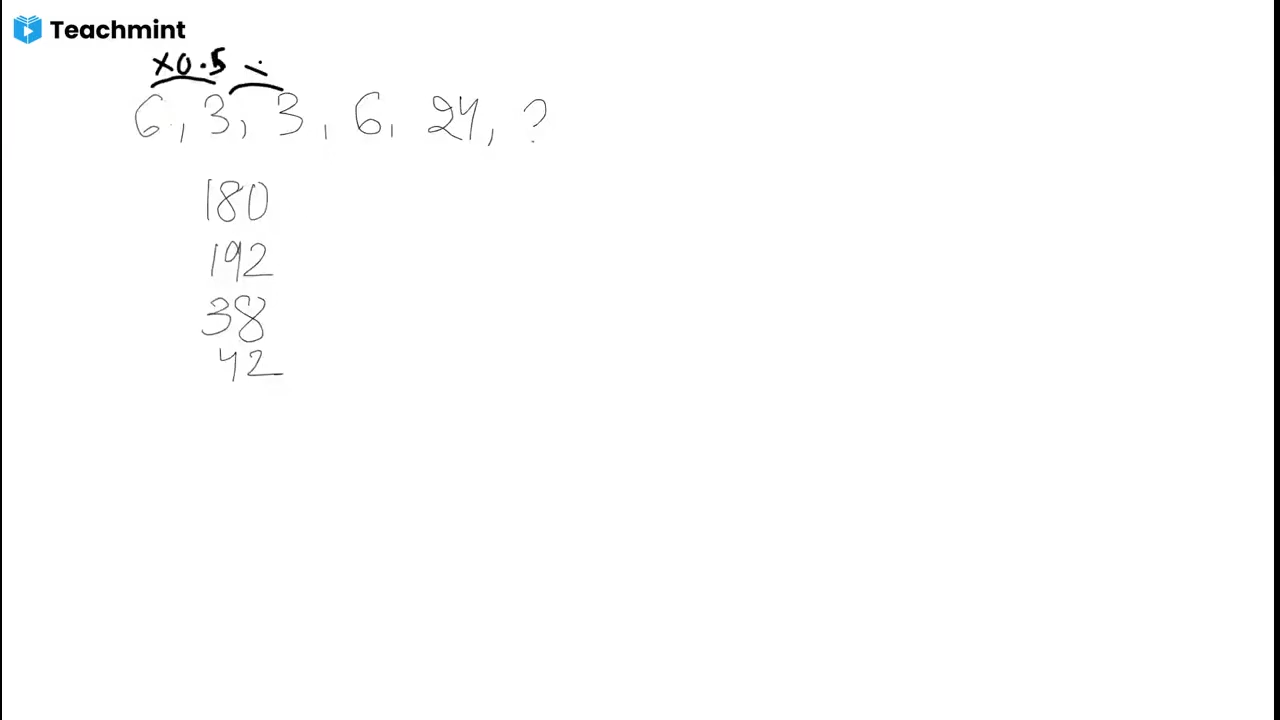 Teachmint
×0.5 ÷
6, 3, 3, 6, 24, ?
180
192
38
42